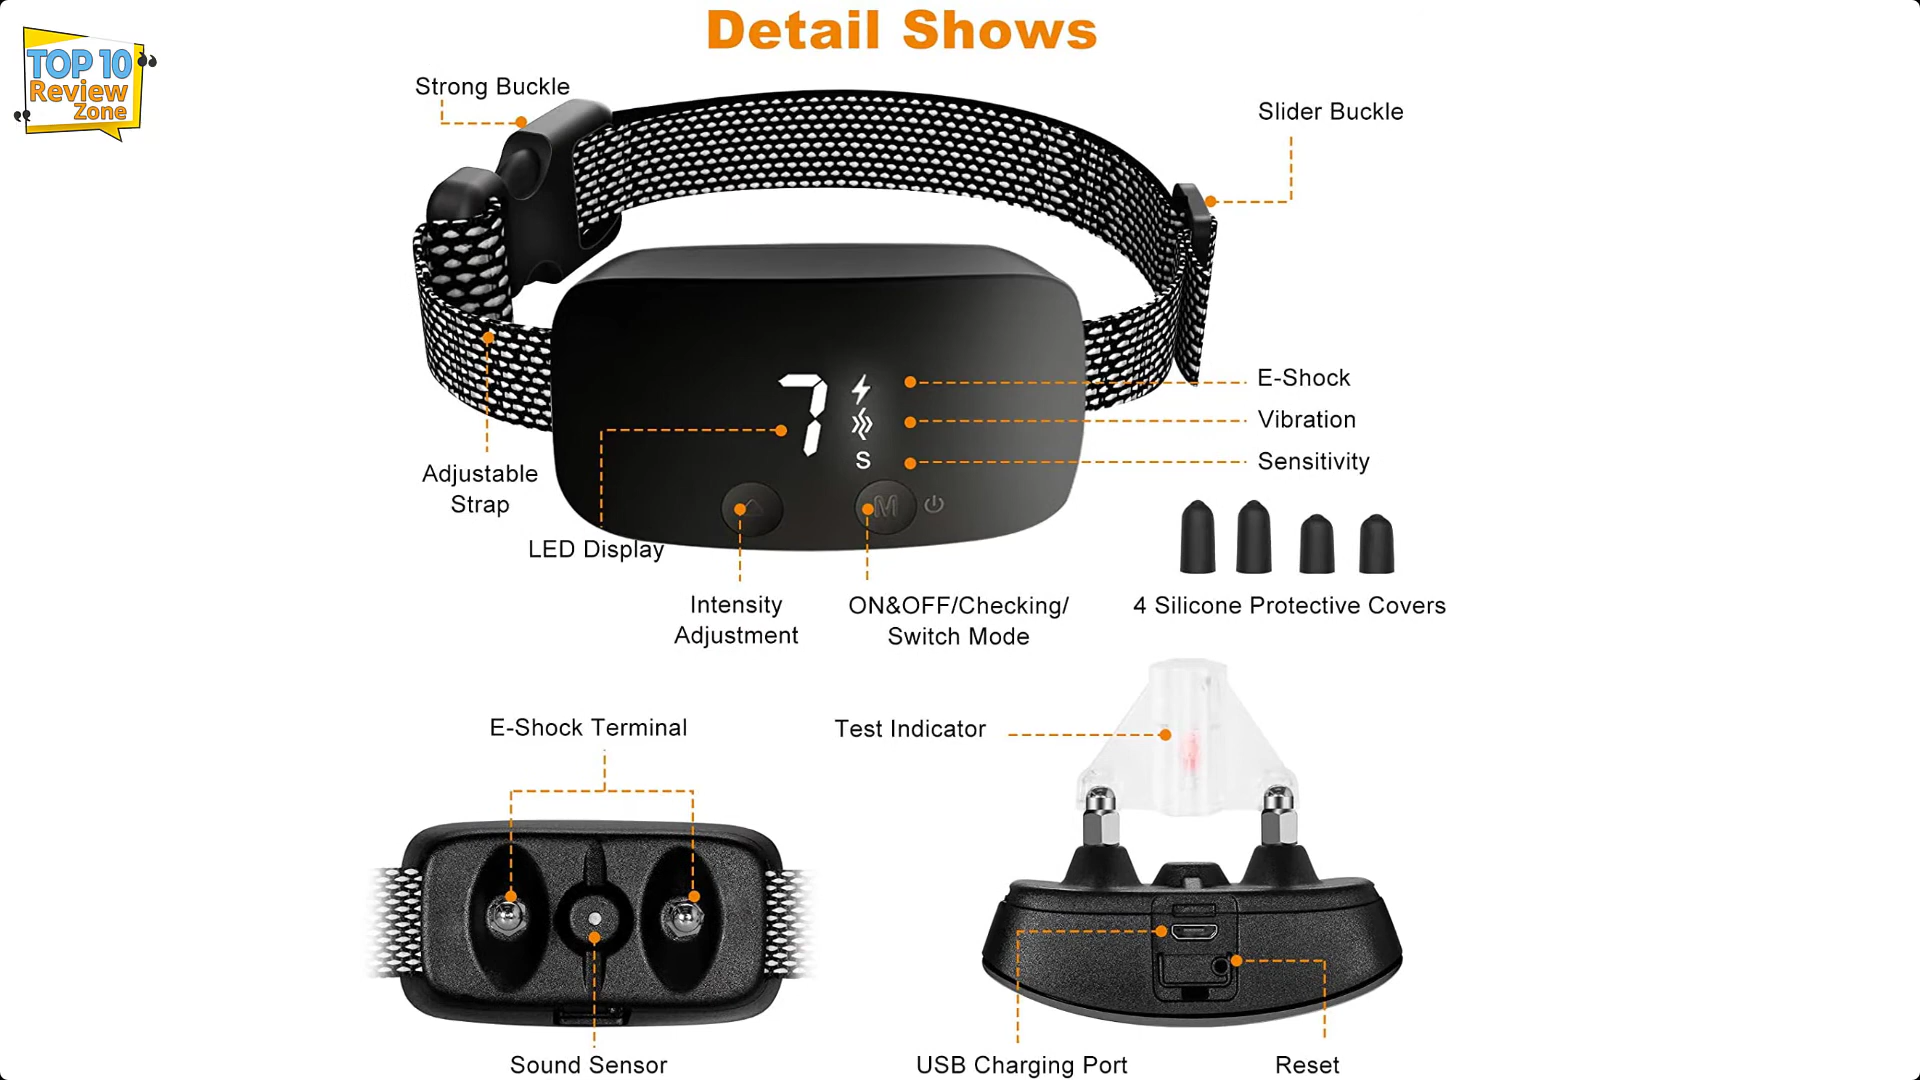 Detail Shows
TOP 10
Review
Zone
Strong Buckle
Slider Buckle
7
S
M
E-Shock
Vibration
Sensitivity
Adjustable
Strap
LED Display
Intensity
Adjustment
ON&OFF/Checking/
Switch Mode
4 Silicone Protective Covers
E-Shock Terminal
Test Indicator
Sound Sensor
USB Charging Port
Reset